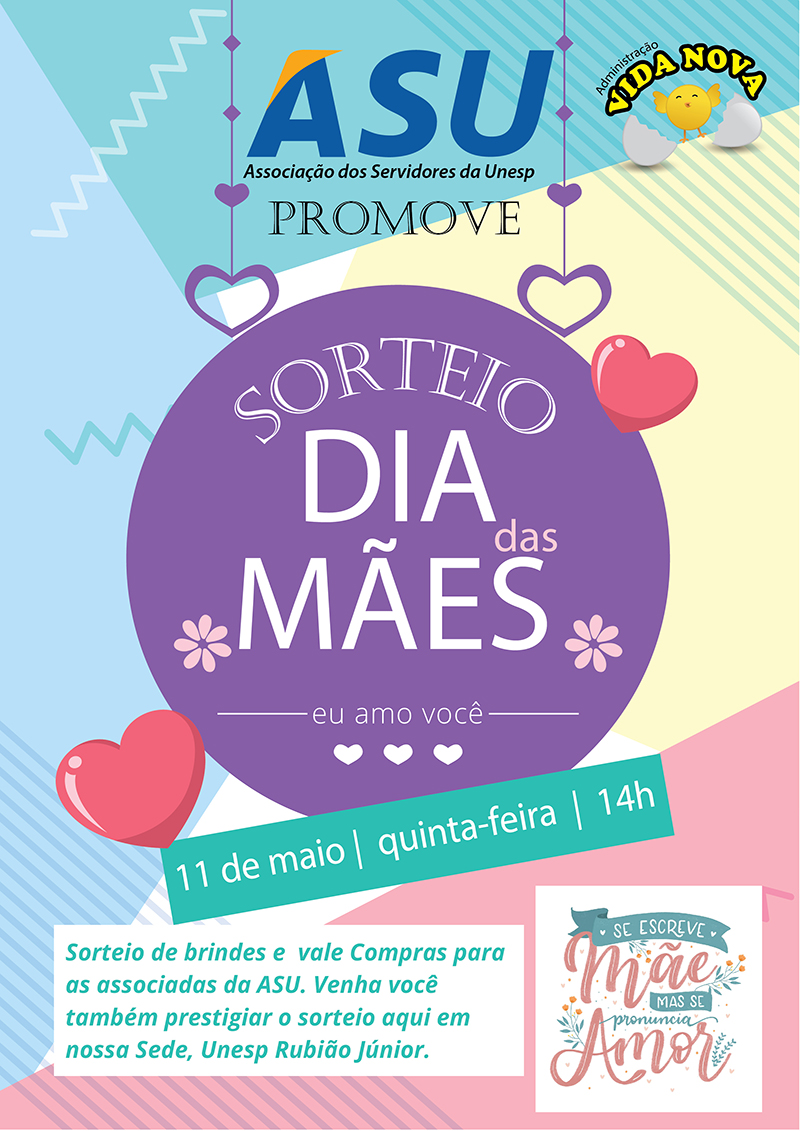 ASU
Associação dos Servidores da Unesp
Administração
VIDA NOVA
PROMOVE
SORTEIO
DIA
das
MÃES
eu amo você
11 de maio | quinta-feira | 14h
Sorteio de brindes e vale Compras para
as associadas da ASU. Venha você
também prestigiar o sorteio aqui em
nossa Sede, Unesp Rubião Júnior.
SE ESCREVE
Mãe
MAS SE
pronuncia
Amor